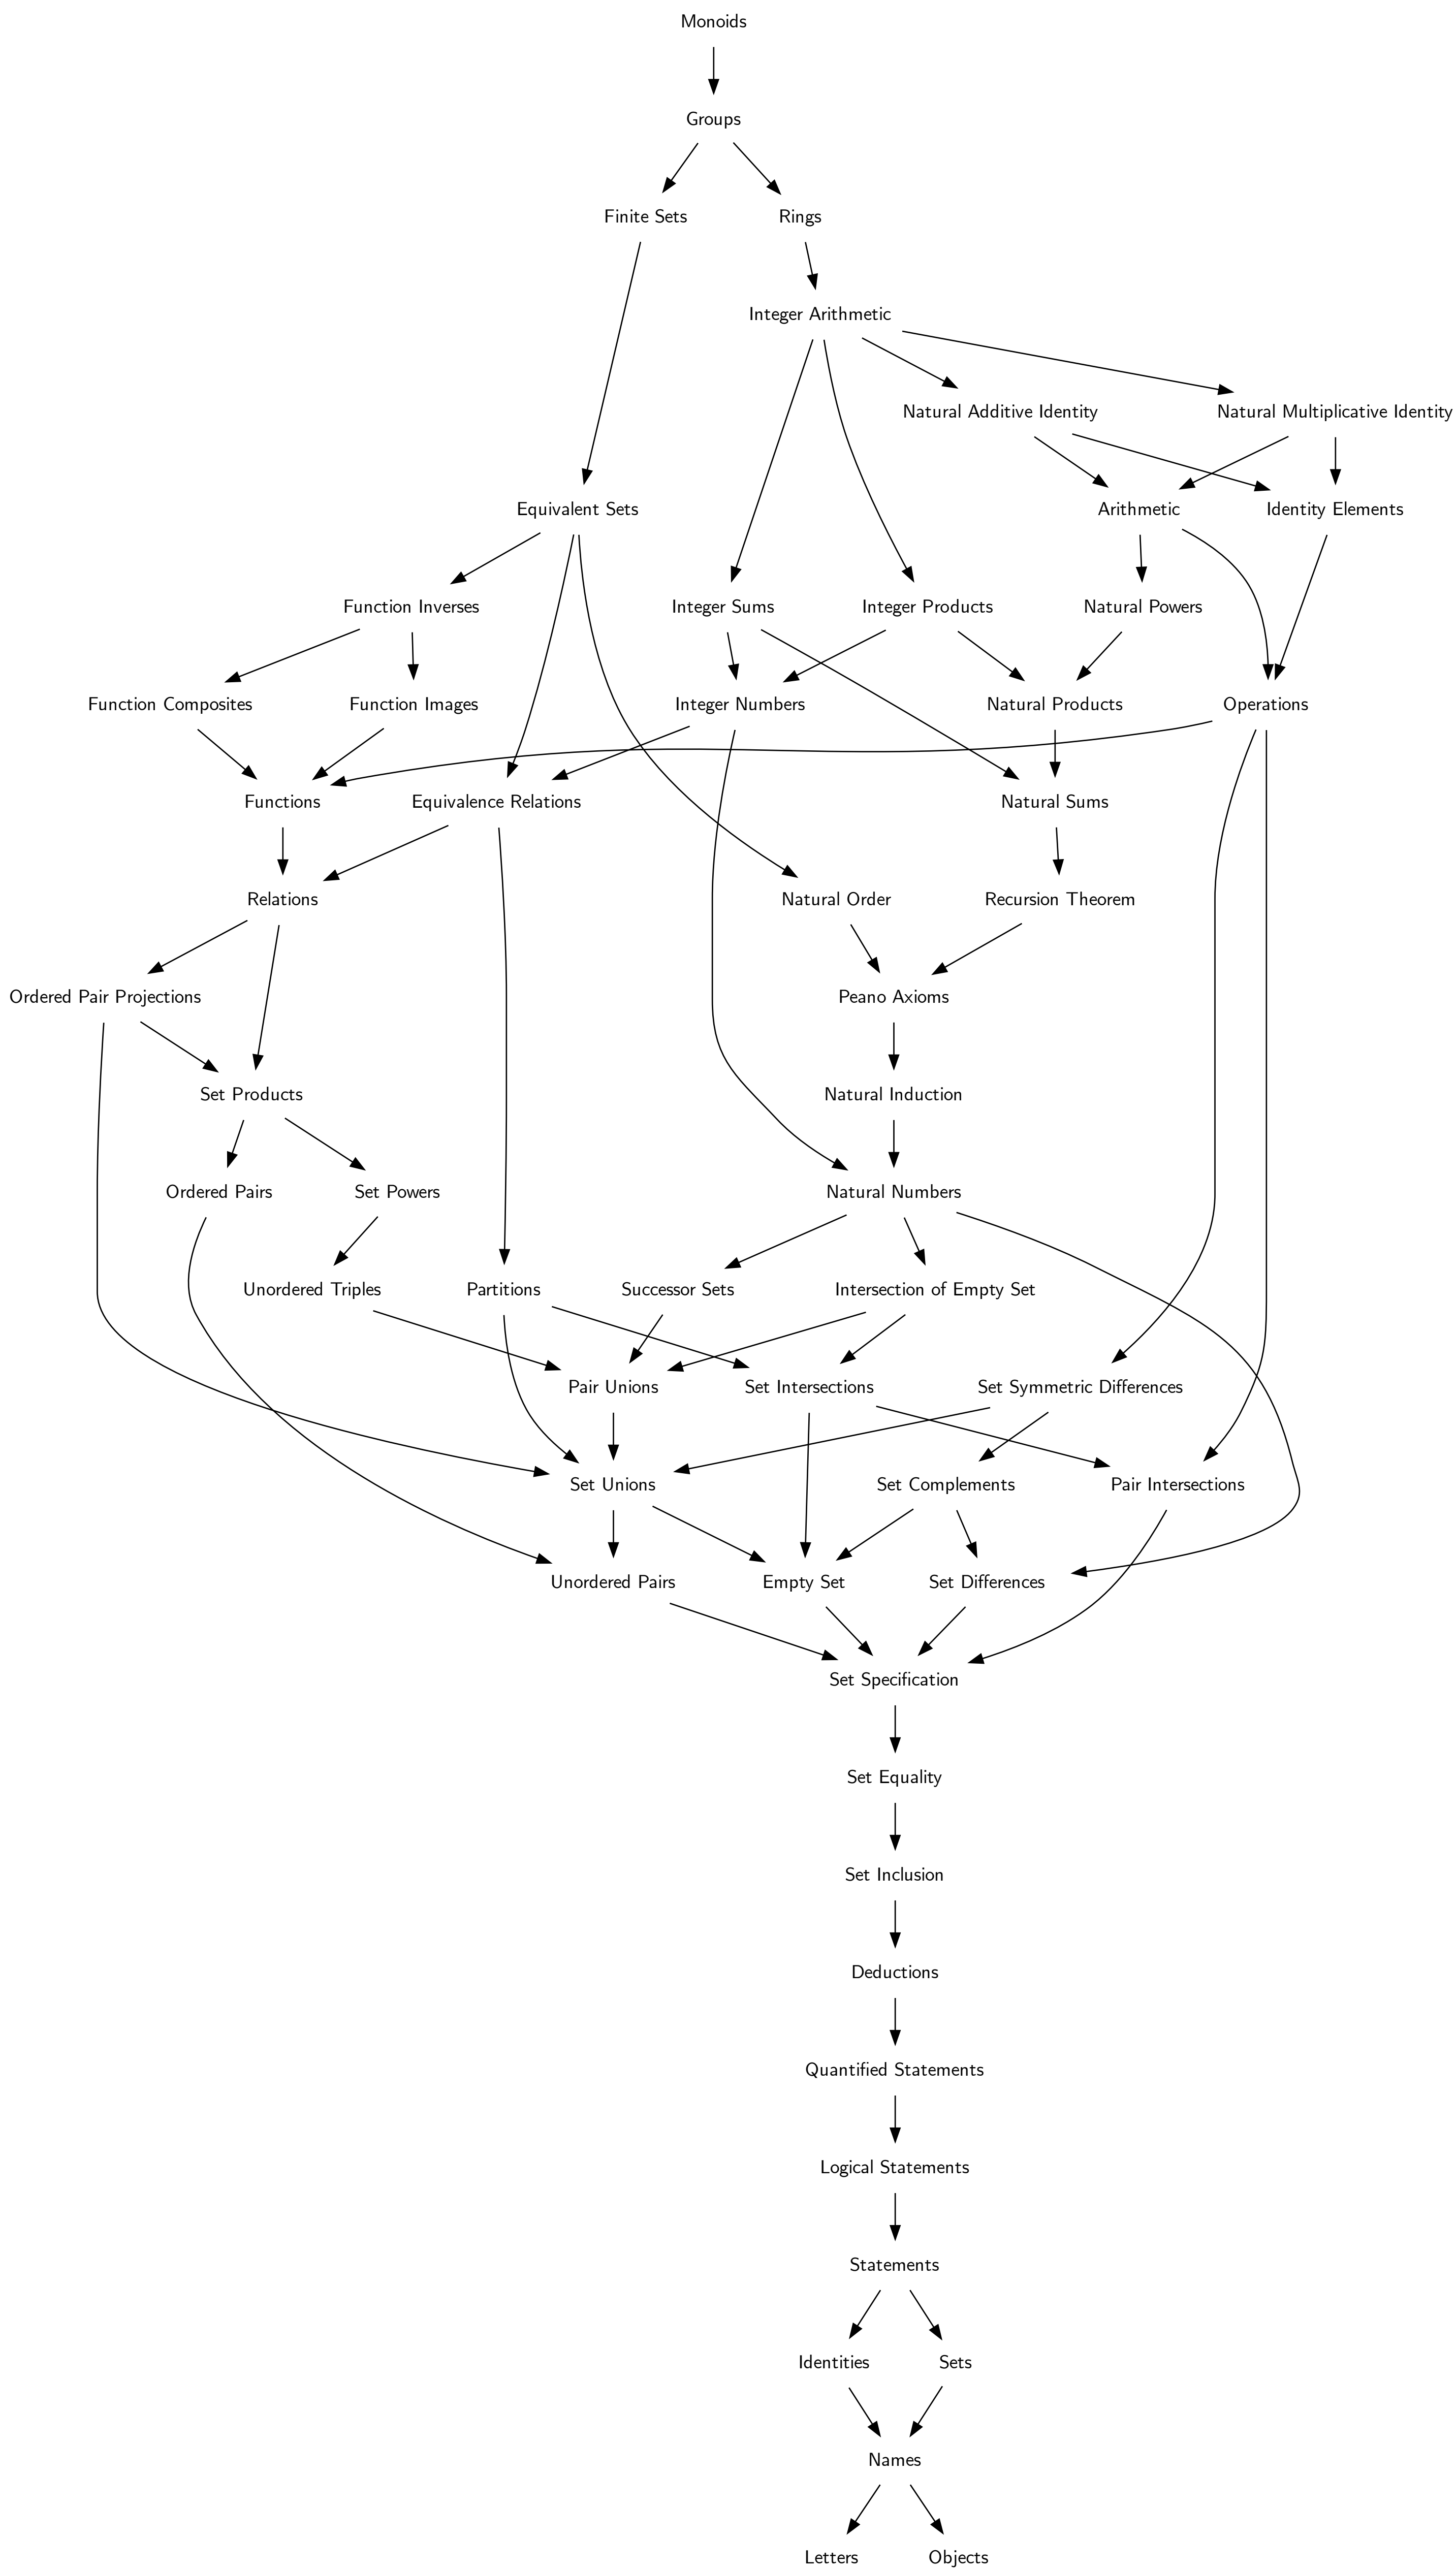 Monoids
Groups
Finite Sets
Rings
Integer Arithmetic
Natural Additive Identity
Natural Multiplicative Identity
Equivalent Sets
Arithmetic
Identity Elements
Function Inverses
Integer Sums
Integer Products
Natural Powers
Function Composites
Function Images
Integer Numbers
Natural Products
Operations
Functions
Equivalence Relations
Natural Sums
Relations
Natural Order
Recursion Theorem
Ordered Pair Projections
Peano Axioms
Set Products
Natural Induction
Ordered Pairs
Set Powers
Natural Numbers
Unordered Triples
Partitions
Successor Sets
Intersection of Empty Set
Pair Unions
Set Intersections
Set Symmetric Differences
Set Unions
Set Complements
Pair Intersections
Unordered Pairs
Empty Set
Set Differences
Set Specification
Set Equality
Set Inclusion
Deductions
Quantified Statements
Logical Statements
Statements
Identities
Sets
Names
Letters
Objects